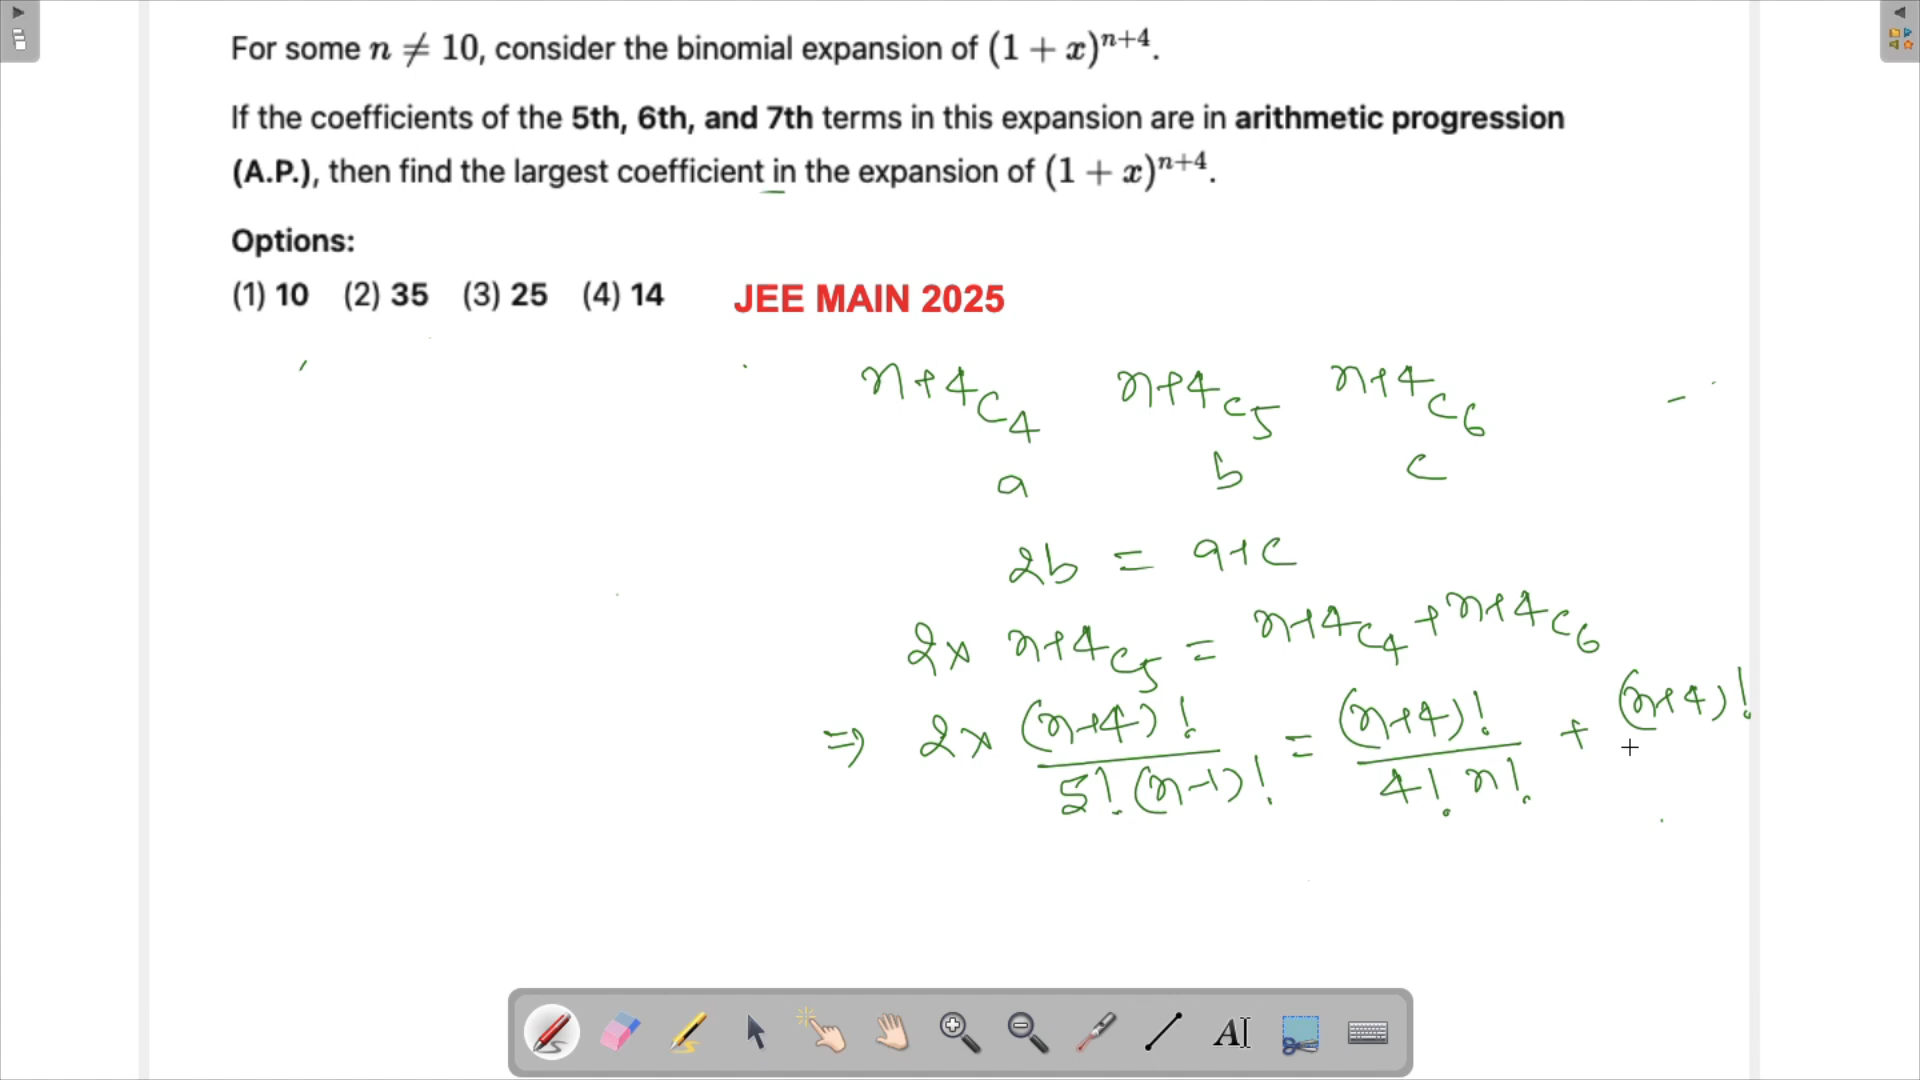 For some n ≠ 10, consider the binomial expansion of (1 + x)^{n+4}.
If the coefficients of the 5th, 6th, and 7th terms in this expansion are in arithmetic progression
(A.P.), then find the largest coefficient in the expansion of (1 + x)^{n+4}.
Options:
(1) 10 (2) 35 (3) 25 (4) 14 JEE MAIN 2025
n+4C4 n+4C5 n+4C6
a b c
2b = a+c
2× n+4C5 = n+4C4 + n+4C6
⇒ 2× (n+4)! / 5! (n-1)! = (n+4)! / 4! n! + (n+4)!
AI